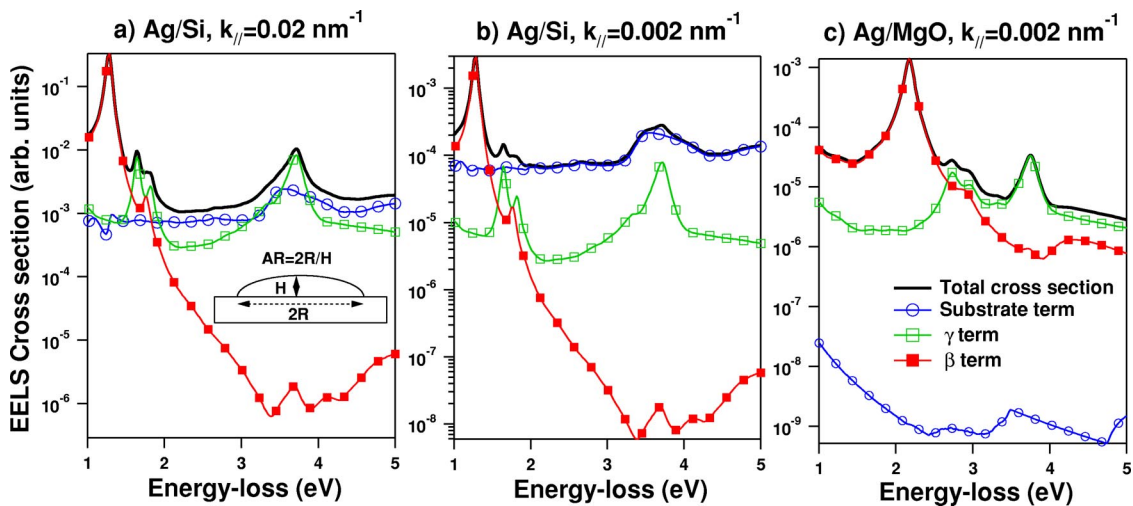 a) Ag/Si, k//=0.02 nm⁻¹
b) Ag/Si, k//=0.002 nm⁻¹
c) Ag/MgO, k//=0.002 nm⁻¹
EELS Cross section (arb. units)
10⁻¹
10⁻²
10⁻³
10⁻⁴
10⁻⁵
10⁻⁶
AR=2R/H
H
2R
1 2 3 4 5
Energy-loss (eV)
10⁻³
10⁻⁴
10⁻⁵
10⁻⁶
10⁻⁷
10⁻⁸
1 2 3 4 5
Energy-loss (eV)
10⁻³
10⁻⁴
10⁻⁵
10⁻⁶
10⁻⁷
10⁻⁸
10⁻⁹
Total cross section
Substrate term
γ term
β term
1 2 3 4 5
Energy-loss (eV)